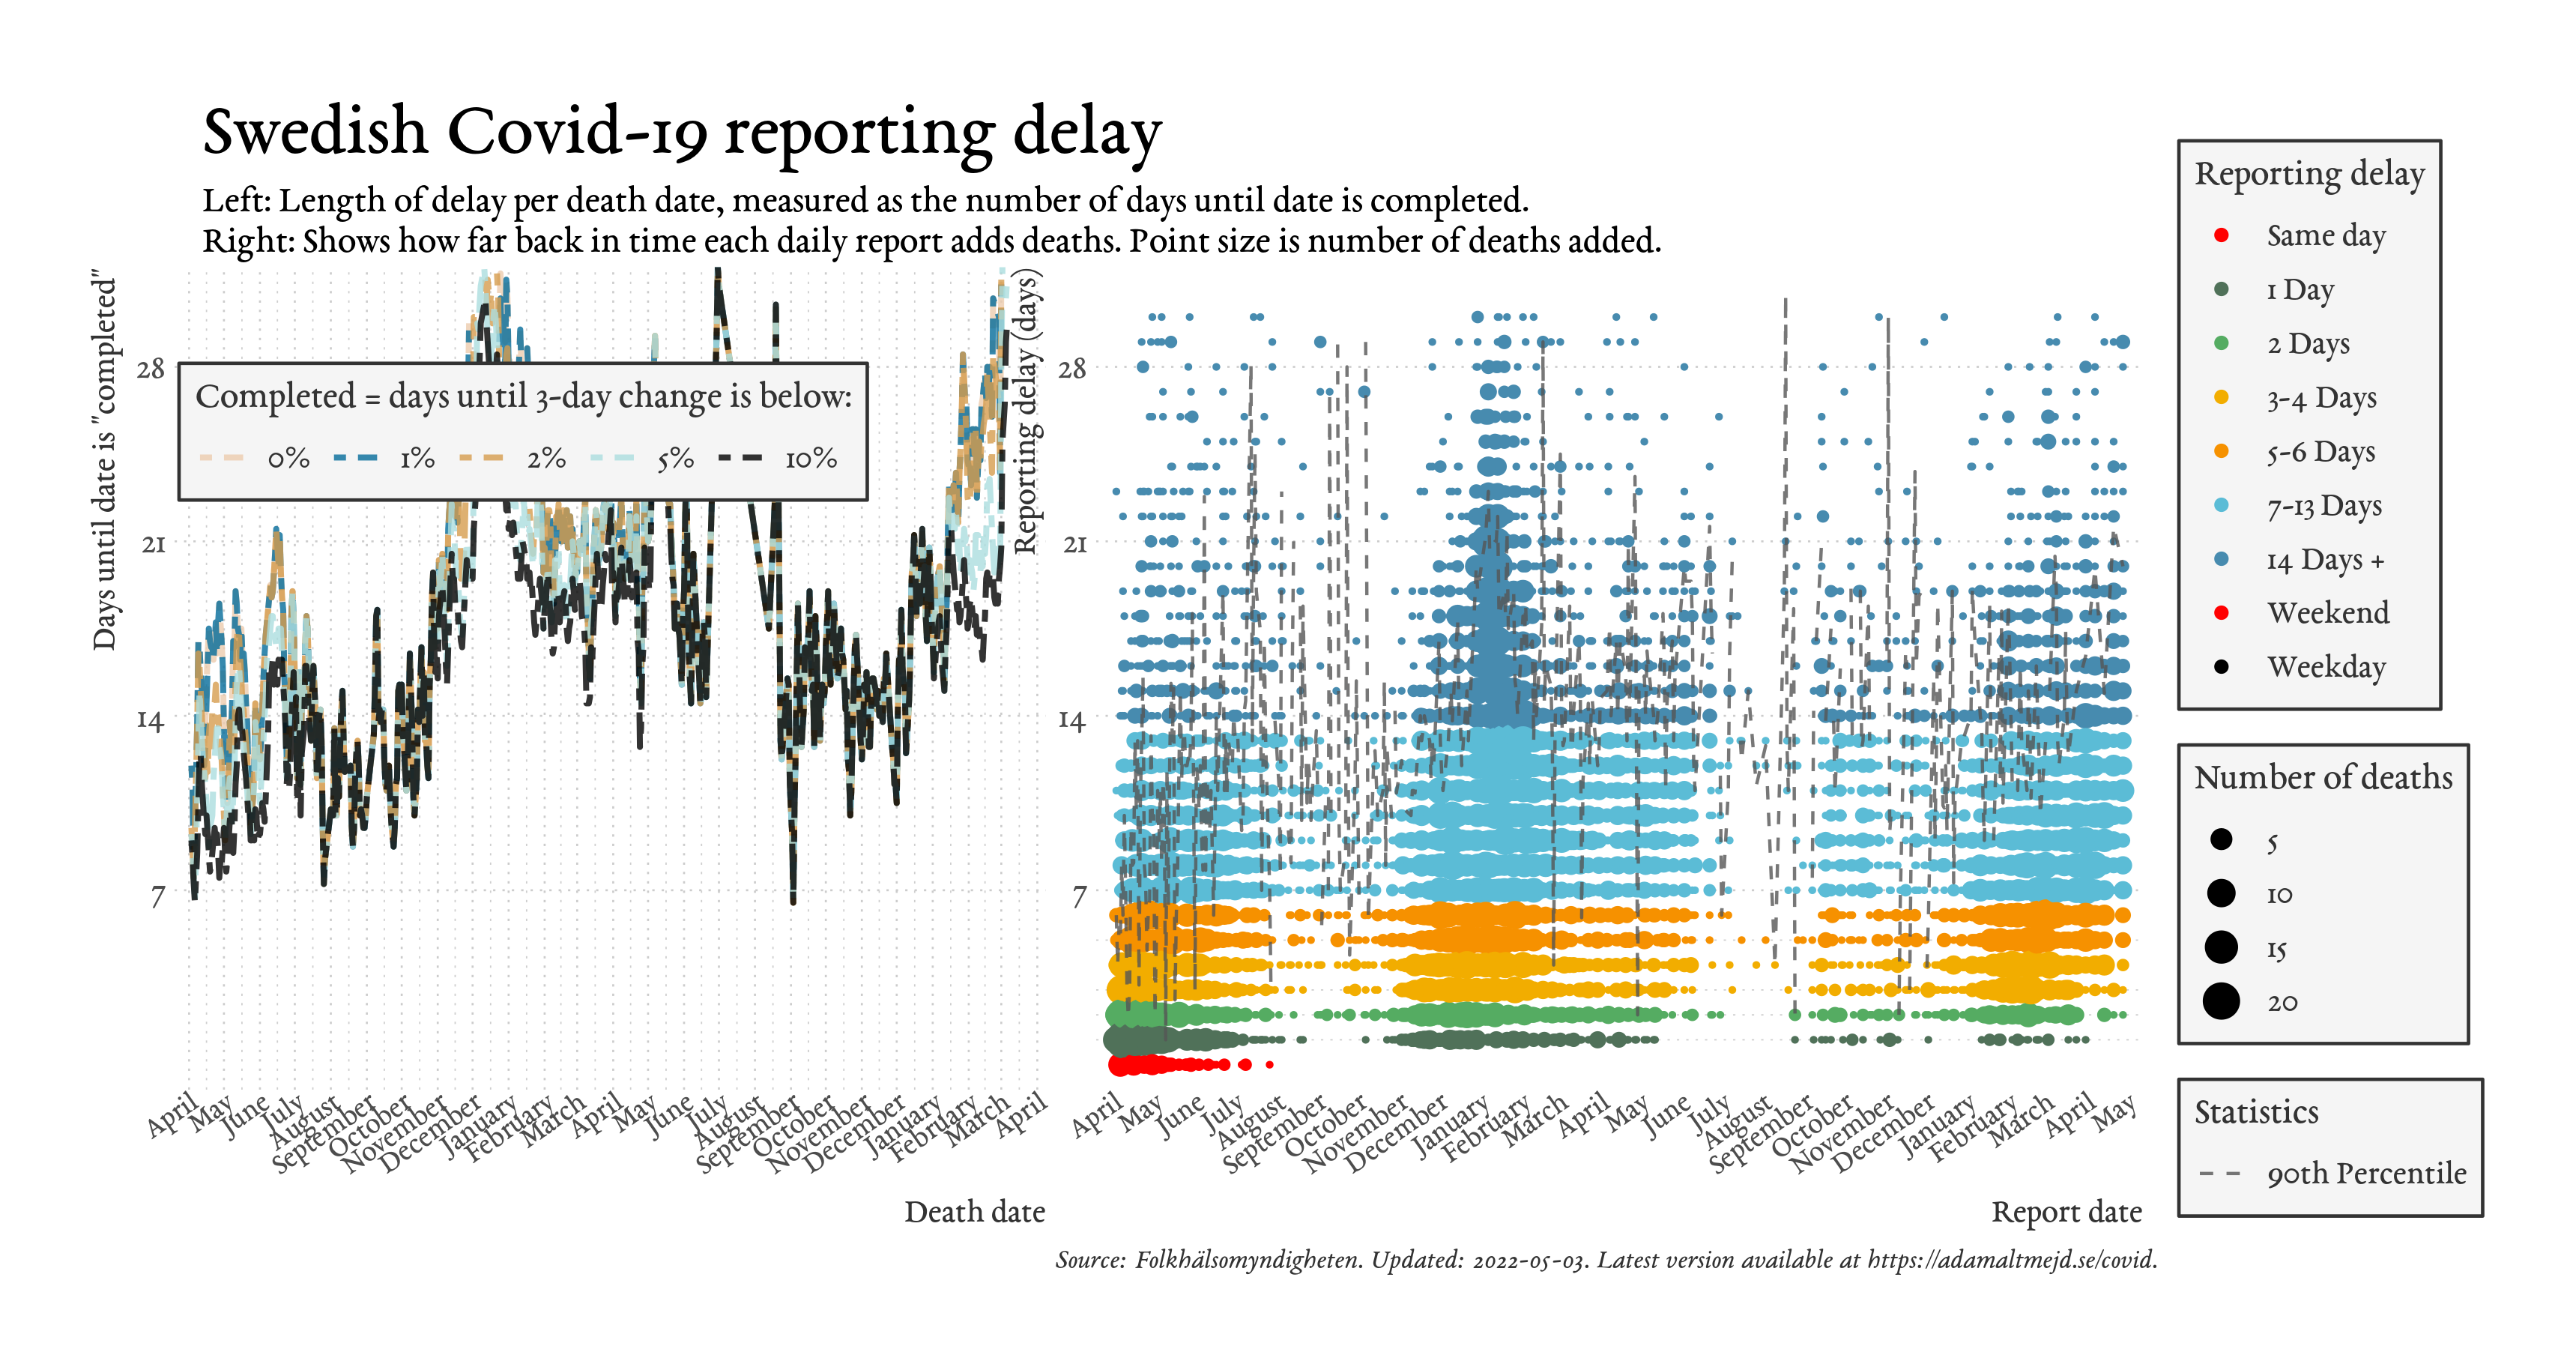 Swedish Covid-19 reporting delay
Left: Length of delay per death date, measured as the number of days until date is completed.
Right: Shows how far back in time each daily report adds deaths. Point size is number of deaths added.
Days until date is "completed"
28
21
14
7
Completed = days until 3-day change is below:
0% 1% 2% 5% 10%
April
May
June
July
August
September
October
November
December
January
February
March
April
May
June
July
August
September
October
November
December
January
February
March
April
Death date
Reporting delay (days)
28
21
14
7
April
May
June
July
August
September
October
November
December
January
February
March
April
May
June
July
August
September
October
November
December
January
February
March
April
May
Report date
Reporting delay
Same day
1 Day
2 Days
3-4 Days
5-6 Days
7-13 Days
14 Days +
Weekend
Weekday
Number of deaths
5
10
15
20
Statistics
90th Percentile
Source: Folkhälsomyndigheten. Updated: 2022-05-03. Latest version available at https://adamaltmejd.se/covid.